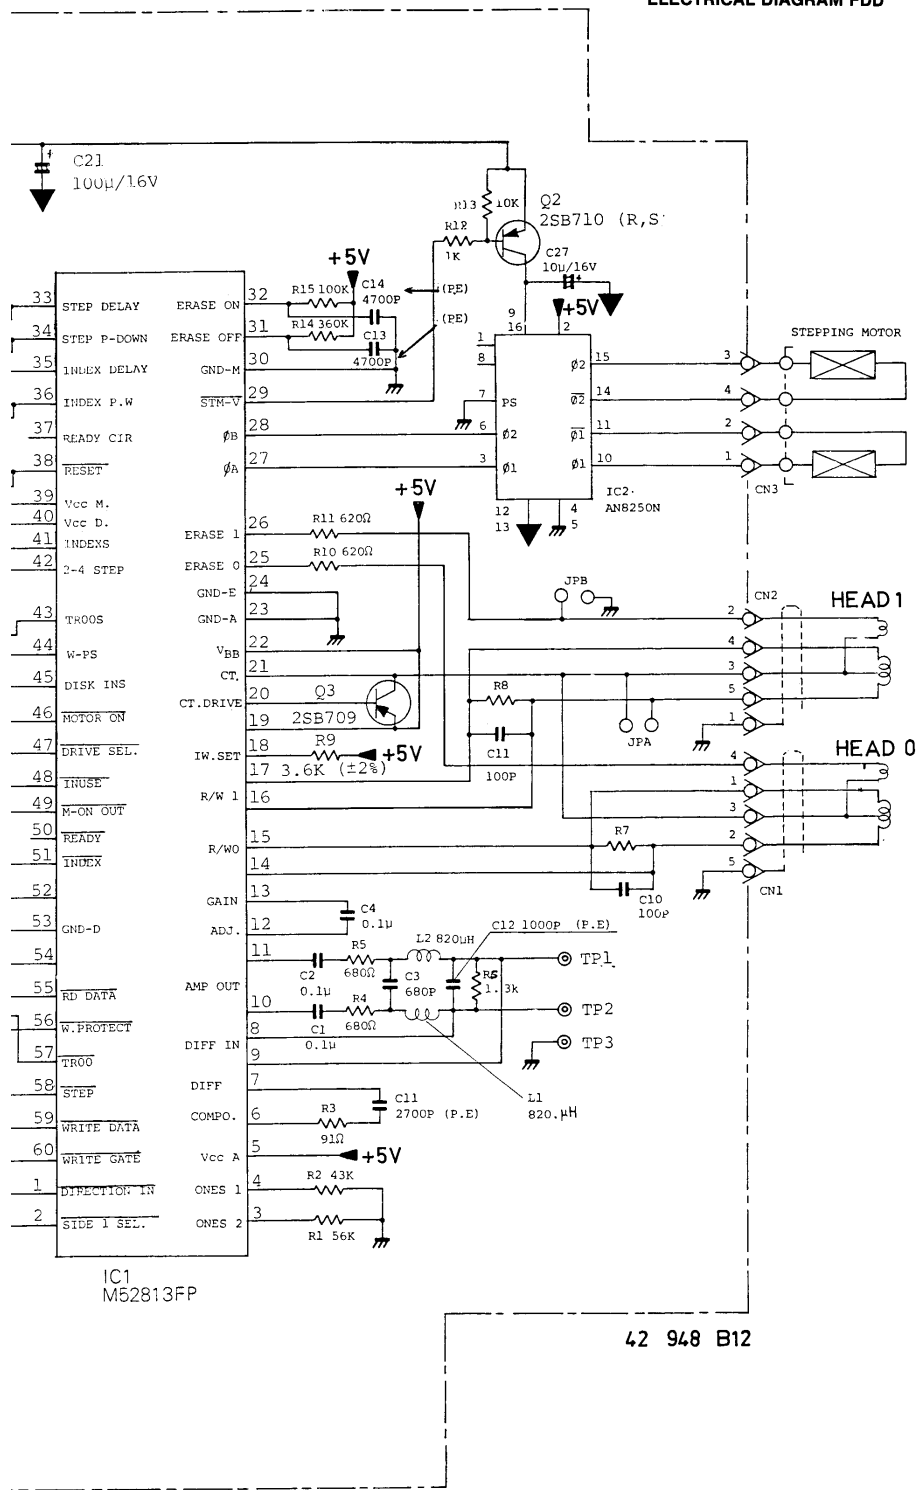 ELECTRICAL DIAGRAM FDD
C21
100µ/16V
R13
10K
Q2
2SB710 (R,S
R12
1K
C27
10µ/16V
+5V
R15 100K
C14
4700P
(P.E)
R14 360K
C13
4700P
(PE)
+5V
9
16
2
1
8
7
PS
6
Ø2
3
Ø1
12
13
4
5
Ø2
15
Ø2
14
Ø1
11
Ø1
10
IC2.
AN8250N
STEPPING MOTOR
3
4
2
1
CN3
33
STEP DELAY
34
STEP P-DOWN
35
INDEX DELAY
36
INDEX P.W
37
READY CIR
38
RESET
39
Vcc M.
40
Vcc D.
41
INDEXS
42
2-4 STEP
43
TR00S
44
W-PS
45
DISK INS
46
MOTOR ON
47
DRIVE SEL.
48
INUSE
49
M-ON OUT
50
READY
51
INDEX
52
53
GND-D
54
55
RD DATA
56
W.PROTECT
57
TR00
58
STEP
59
WRITE DATA
60
WRITE GATE
1
DIRECTION IN
2
SIDE 1 SEL.
ERASE ON
32
ERASE OFF
31
GND-M
30
STM-V
29
ØB
28
ØA
27
ERASE 1
26
ERASE 0
25
GND-E
24
GND-A
23
VBB
22
CT.
21
CT.DRIVE
20
19
IW.SET
18
17
R/W 1
16
R/W0
15
14
GAIN
13
ADJ.
12
11
AMP OUT
10
8
DIFF IN
9
DIFF
7
COMPO.
6
Vcc A
5
ONES 1
4
ONES 2
3
IC1
M52813FP
+5V
R11 620Ω
R10 620Ω
Q3
2SB709
R9
3.6K (±2%)
+5V
JPB
JPA
R8
C11
100P
CN2
HEAD 1
2
4
3
5
1
HEAD 0
4
1
3
2
5
CN1
R7
C10
100P
C4
0.1µ
C12 1000P (P.E)
L2 820µH
R5
680Ω
C2
0.1µ
C3
680P
R6
1.3k
R4
680Ω
C1
0.1µ
TP1
TP2
TP3
L1
820.µH
C11
2700P (P.E)
R3
91Ω
+5V
R2 43K
R1 56K
42 948 B12